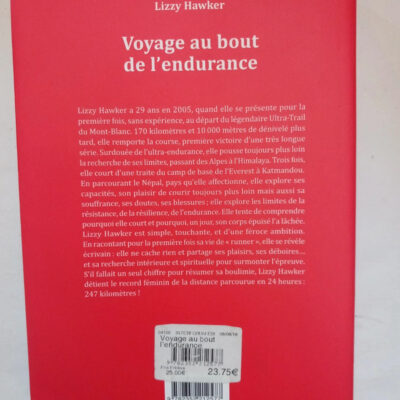 Lizzy Hawker
Voyage au bout
de l'endurance
Lizzy Hawker a 29 ans en 2005, quand elle se présente pour la
première fois, sans expérience, au départ du légendaire Ultra-Trail
du Mont-Blanc. 170 kilomètres et 10 000 mètres de dénivelé plus
tard, elle remporte la course, première victoire d'une très longue
série. Surdouée de l'ultra-endurance, elle pousse toujours plus loin
la recherche de ses limites, passant des Alpes à l'Himalaya. Trois fois,
elle court d'une traite du camp de base de l'Everest à Katmandou.
En parcourant le Népal, pays qu'elle affectionne, elle explore ses
capacités, son plaisir de courir toujours plus loin mais aussi sa
souffrance, ses doutes, ses blessures ; elle explore les limites de la
résistance, de la résilience, de l'endurance. Elle tente de comprendre
pourquoi elle court et pourquoi, un jour, son corps épuisé l'a lâchée.
Lizzy Hawker est simple, touchante, et d'une féroce ambition.
En racontant pour la première fois sa vie de « runner », elle se révèle
écrivain : elle ne cache rien et partage ses plaisirs, ses déboires…
et sa recherche intérieure et spirituelle pour surmonter l'épreuve.
S'il fallait un seul chiffre pour résumer sa boulimie, Lizzy Hawker
détient le record féminin de la distance parcourue en 24 heures :
247 kilomètres !
Voyage au bout
l'endurance
25.00€
23.75€